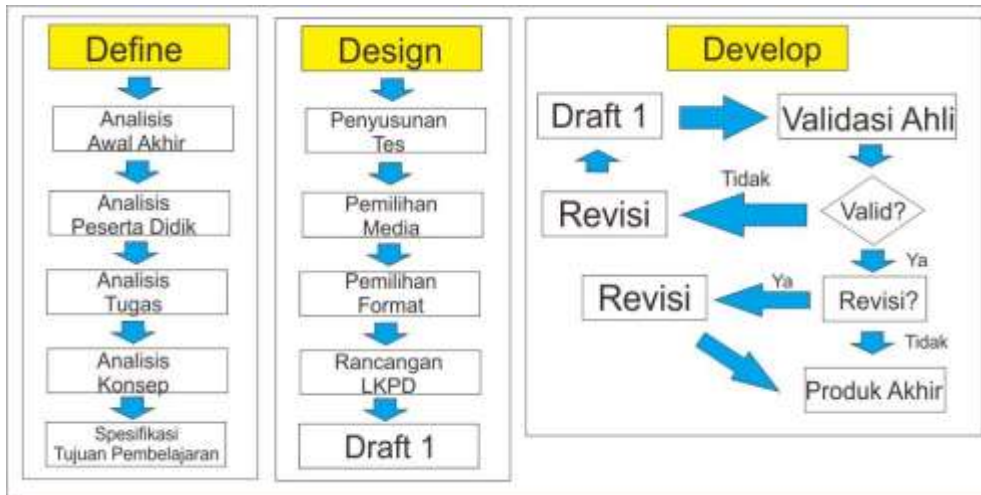 Define
Analisis
Awal Akhir
Analisis
Peserta Didik
Analisis
Tugas
Analisis
Konsep
Spesifikasi
Tujuan Pembelajaran
Design
Penyusunan
Tes
Pemilihan
Media
Pemilihan
Format
Rancangan
LKPD
Draft 1
Develop
Draft 1
Validasi Ahli
Tidak
Revisi
Valid?
Ya
Revisi
Ya
Revisi?
Tidak
Produk Akhir